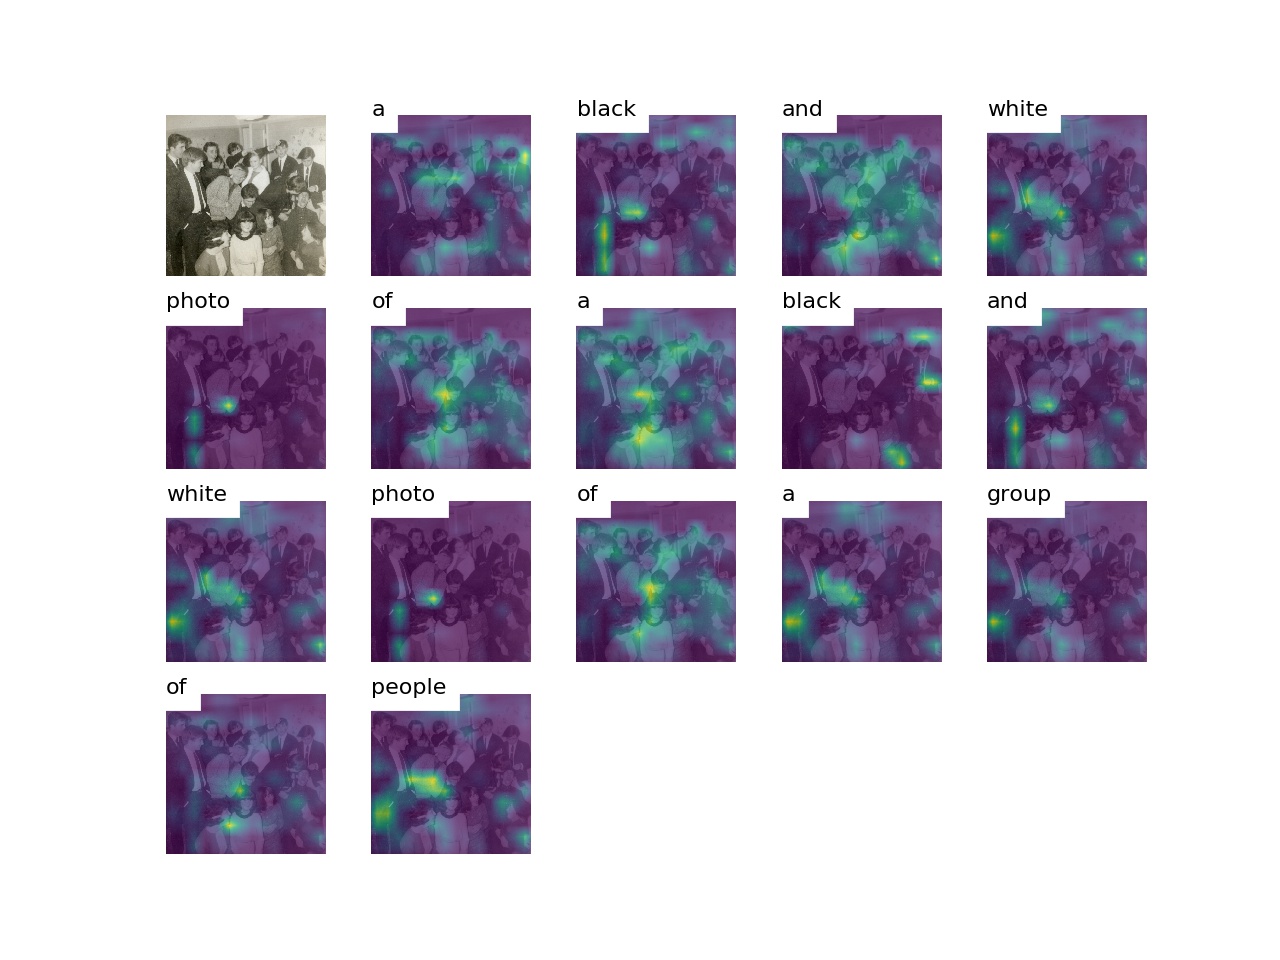 a black and white
photo of a black and
white photo of a group
of people